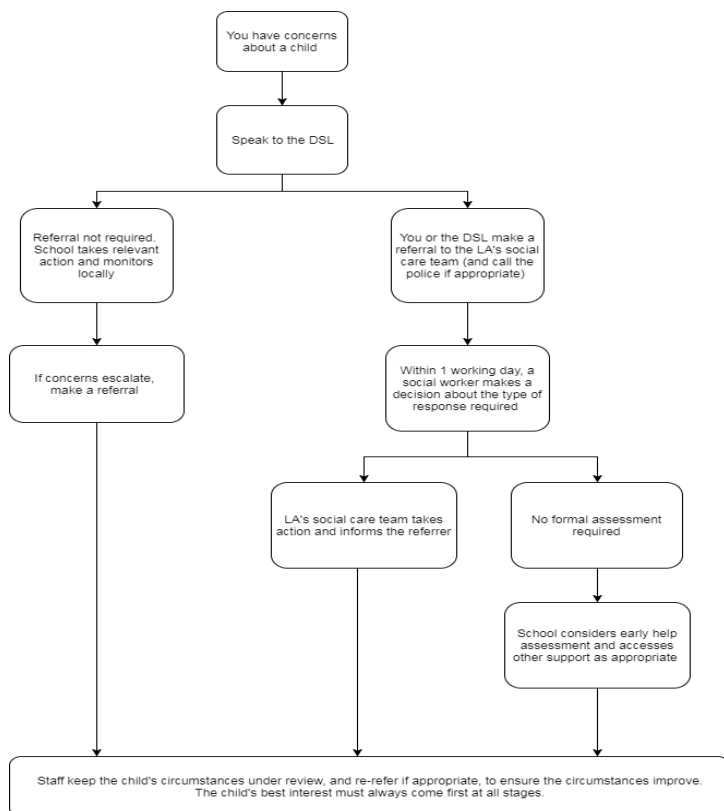 You have concerns
about a child
Speak to the DSL
Referral not required.
School takes relevant
action and monitors
locally
You or the DSL make a
referral to the LA's social
care team (and call the
police if appropriate)
If concerns escalate,
make a referral
Within 1 working day, a
social worker makes a
decision about the type of
response required
LA's social care team takes
action and informs the referrer
No formal assessment
required
School considers early help
assessment and accesses
other support as appropriate
Staff keep the child's circumstances under review, and re-refer if appropriate, to ensure the circumstances improve.
The child's best interest must always come first at all stages.